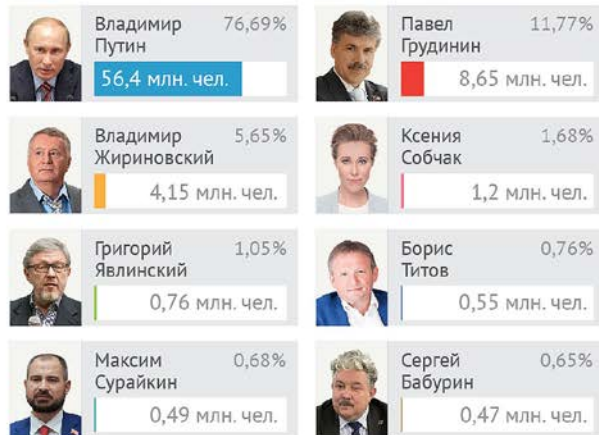 Владимир 76,69%
Путин
56,4 млн. чел.
Павел 11,77%
Грудинин
8,65 млн. чел.
Владимир 5,65%
Жириновский
4,15 млн. чел.
Ксения 1,68%
Собчак
1,2 млн. чел.
Григорий 1,05%
Явлинский
0,76 млн. чел.
Борис 0,76%
Титов
0,55 млн. чел.
Максим 0,68%
Сурайкин
0,49 млн. чел.
Сергей 0,65%
Бабурин
0,47 млн. чел.